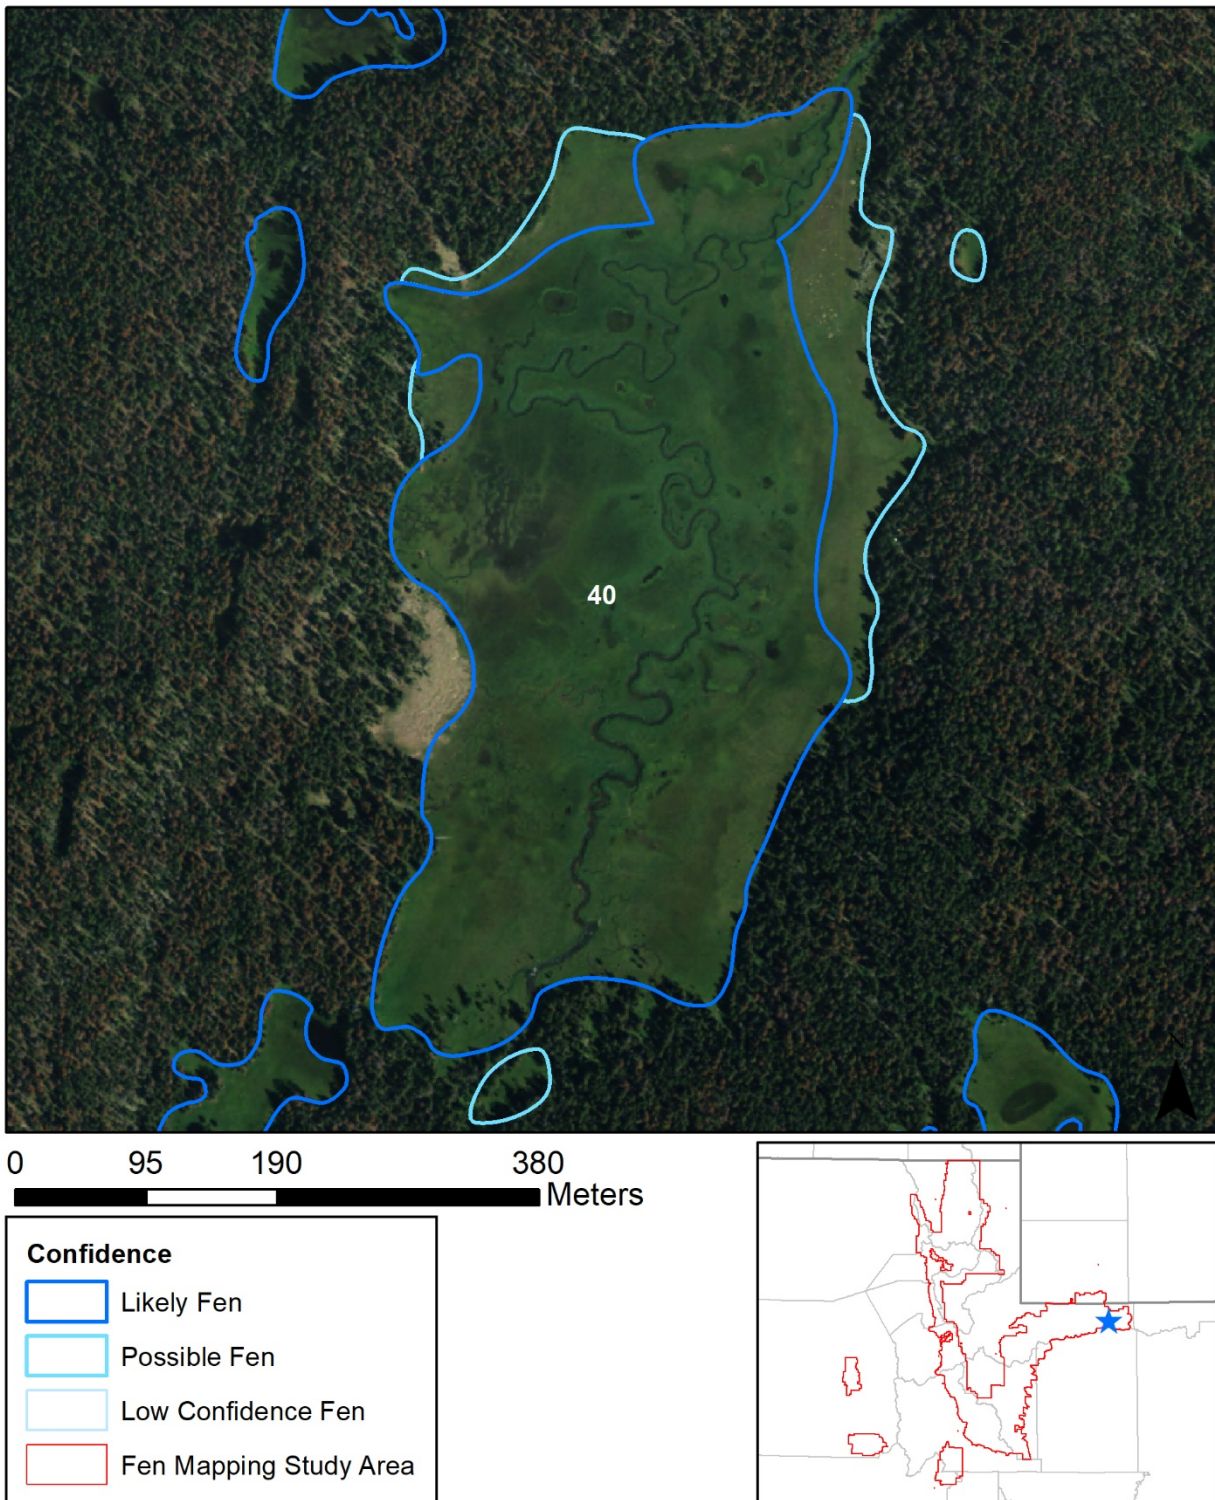 40
0 95 190 380
Meters
Confidence
Likely Fen
Possible Fen
Low Confidence Fen
Fen Mapping Study Area